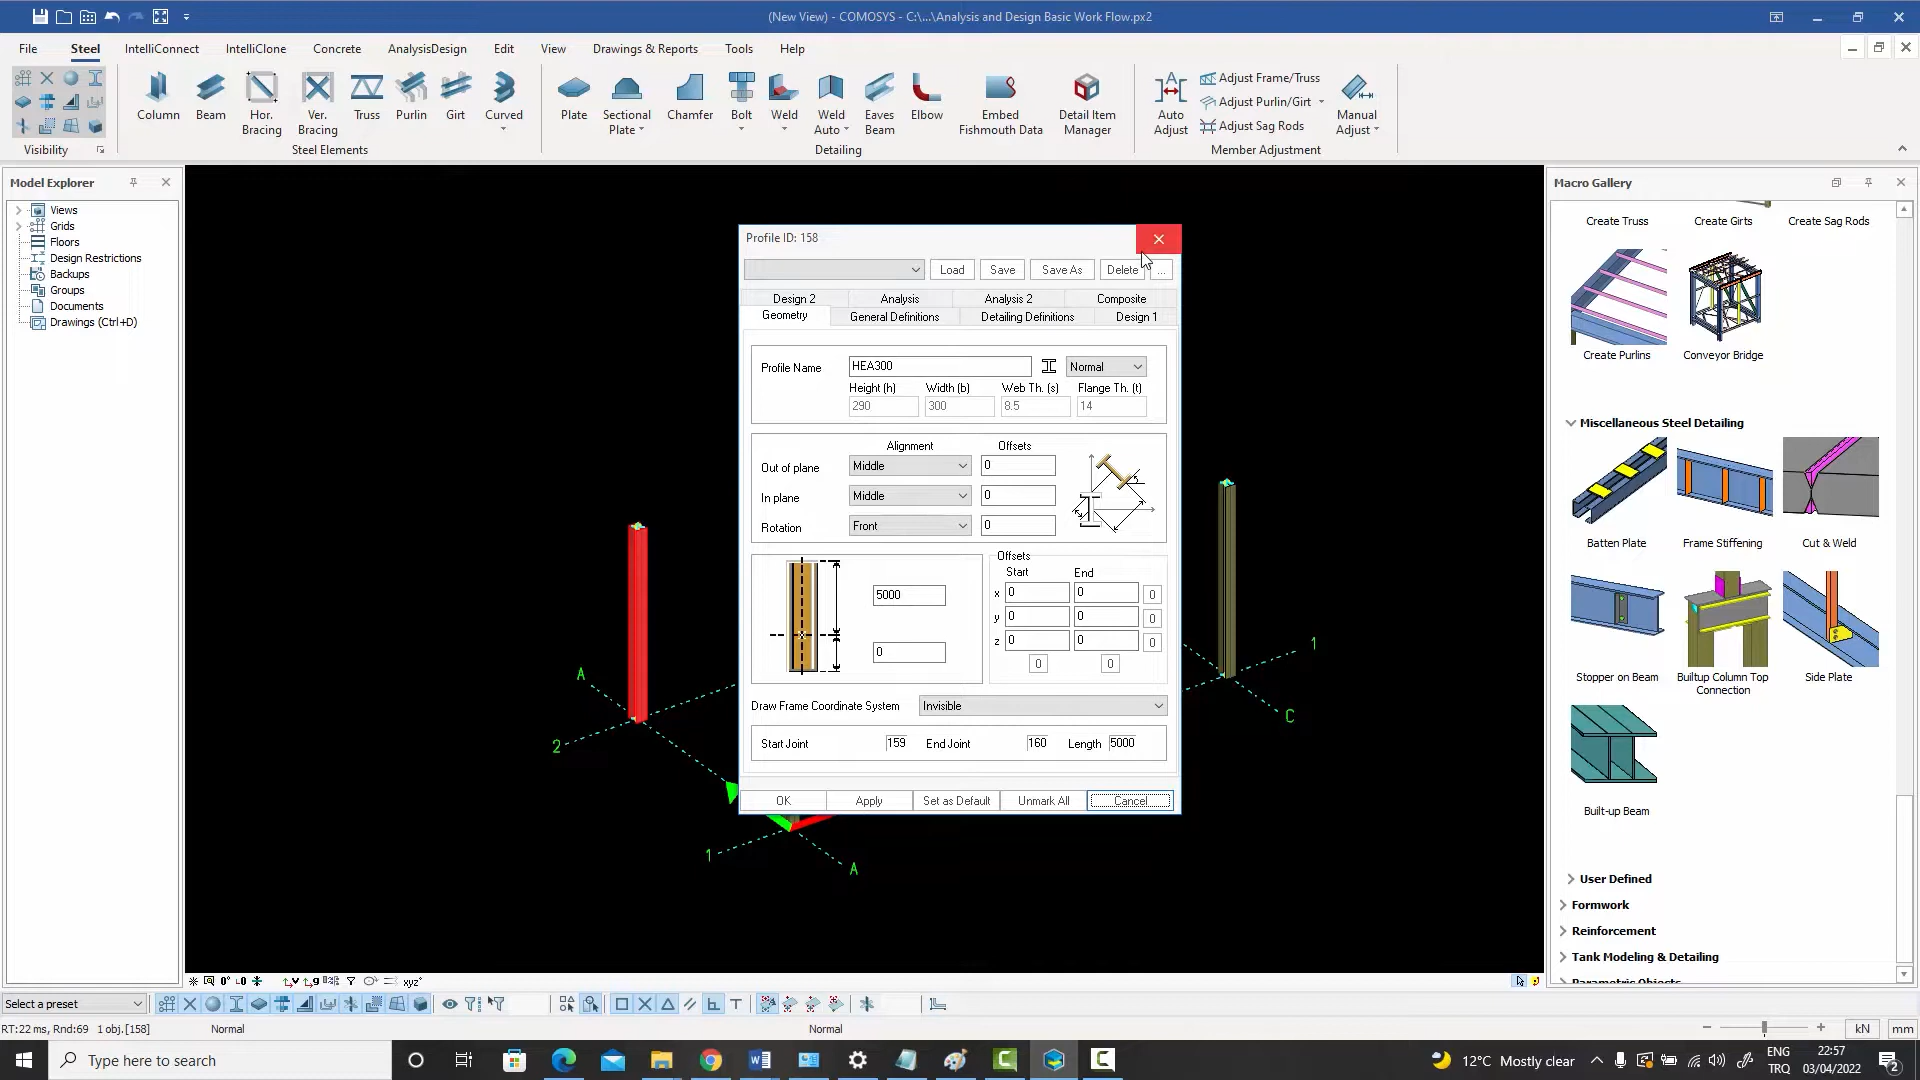 (New View) - COMOSYS - C:\...\Analysis and Design Basic Work Flow.px2
File Steel IntelliConnect IntelliClone Concrete AnalysisDesign Edit View Drawings & Reports Tools Help
Column Beam Hor. Bracing Ver. Bracing Truss Purlin Girt Curved Plate Sectional Plate Chamfer Bolt Weld Weld Auto Eaves Beam Elbow Embed Fishmouth Data Detail Item Manager Auto Adjust Adjust Frame/Truss Adjust Purlin/Girt Adjust Sag Rods Manual Adjust
Visibility Steel Elements Detailing Member Adjustment
Model Explorer
Views
Grids
Floors
Design Restrictions
Backups
Groups
Documents
Drawings (Ctrl+D)
Profile ID: 158
Load Save Save As Delete ...
Design 2 Analysis Analysis 2 Composite
Geometry General Definitions Detailing Definitions Design 1
Profile Name HEA300 Normal
Height (h) Width (b) Web Th. (s) Flange Th. (t)
290 300 8.5 14
Alignment Offsets
Out of plane Middle 0
In plane Middle 0
Rotation Front 0
Offsets
Start End
5000
x 0 0 0
y 0 0 0
z 0 0 0
0
0 0
Draw Frame Coordinate System Invisible
Start Joint 159 End Joint 160 Length 5000
OK Apply Set as Default Unmark All Cancel
A
2
1
A
1
C
Macro Gallery
Create Truss Create Girts Create Sag Rods
Create Purlins Conveyor Bridge
Miscellaneous Steel Detailing
Batten Plate Frame Stiffening Cut & Weld
Stopper on Beam Builtup Column Top Connection Side Plate
Built-up Beam
User Defined
Formwork
Reinforcement
Tank Modeling & Detailing
Parametric Objects
Select a preset
RT:22 ms, Rnd:69 1 obj.[158] Normal Normal kN mm
Type here to search
12°C Mostly clear
ENG
TRQ
22:57
03/04/2022
2